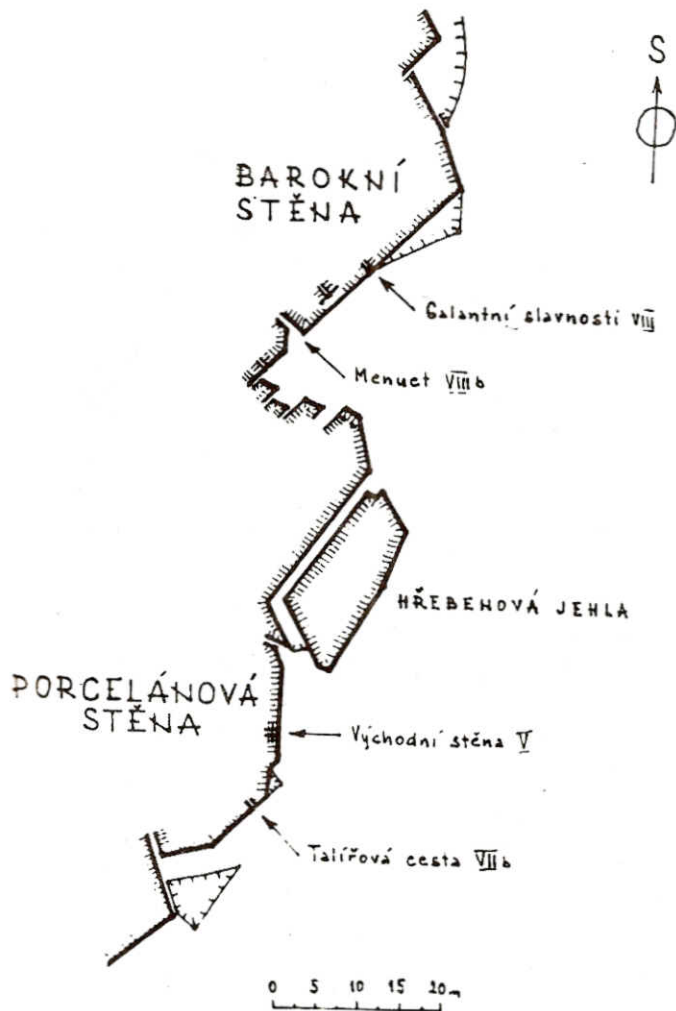 S
BAROKNÍ
STĚNA
Galantní slavnosti VIII
Menuet VIIIb
HŘEBENOVÁ JEHLA
PORCELÁNOVÁ
STĚNA
Východní stěna V
Talířová cesta VIIb
0 5 10 15 20m